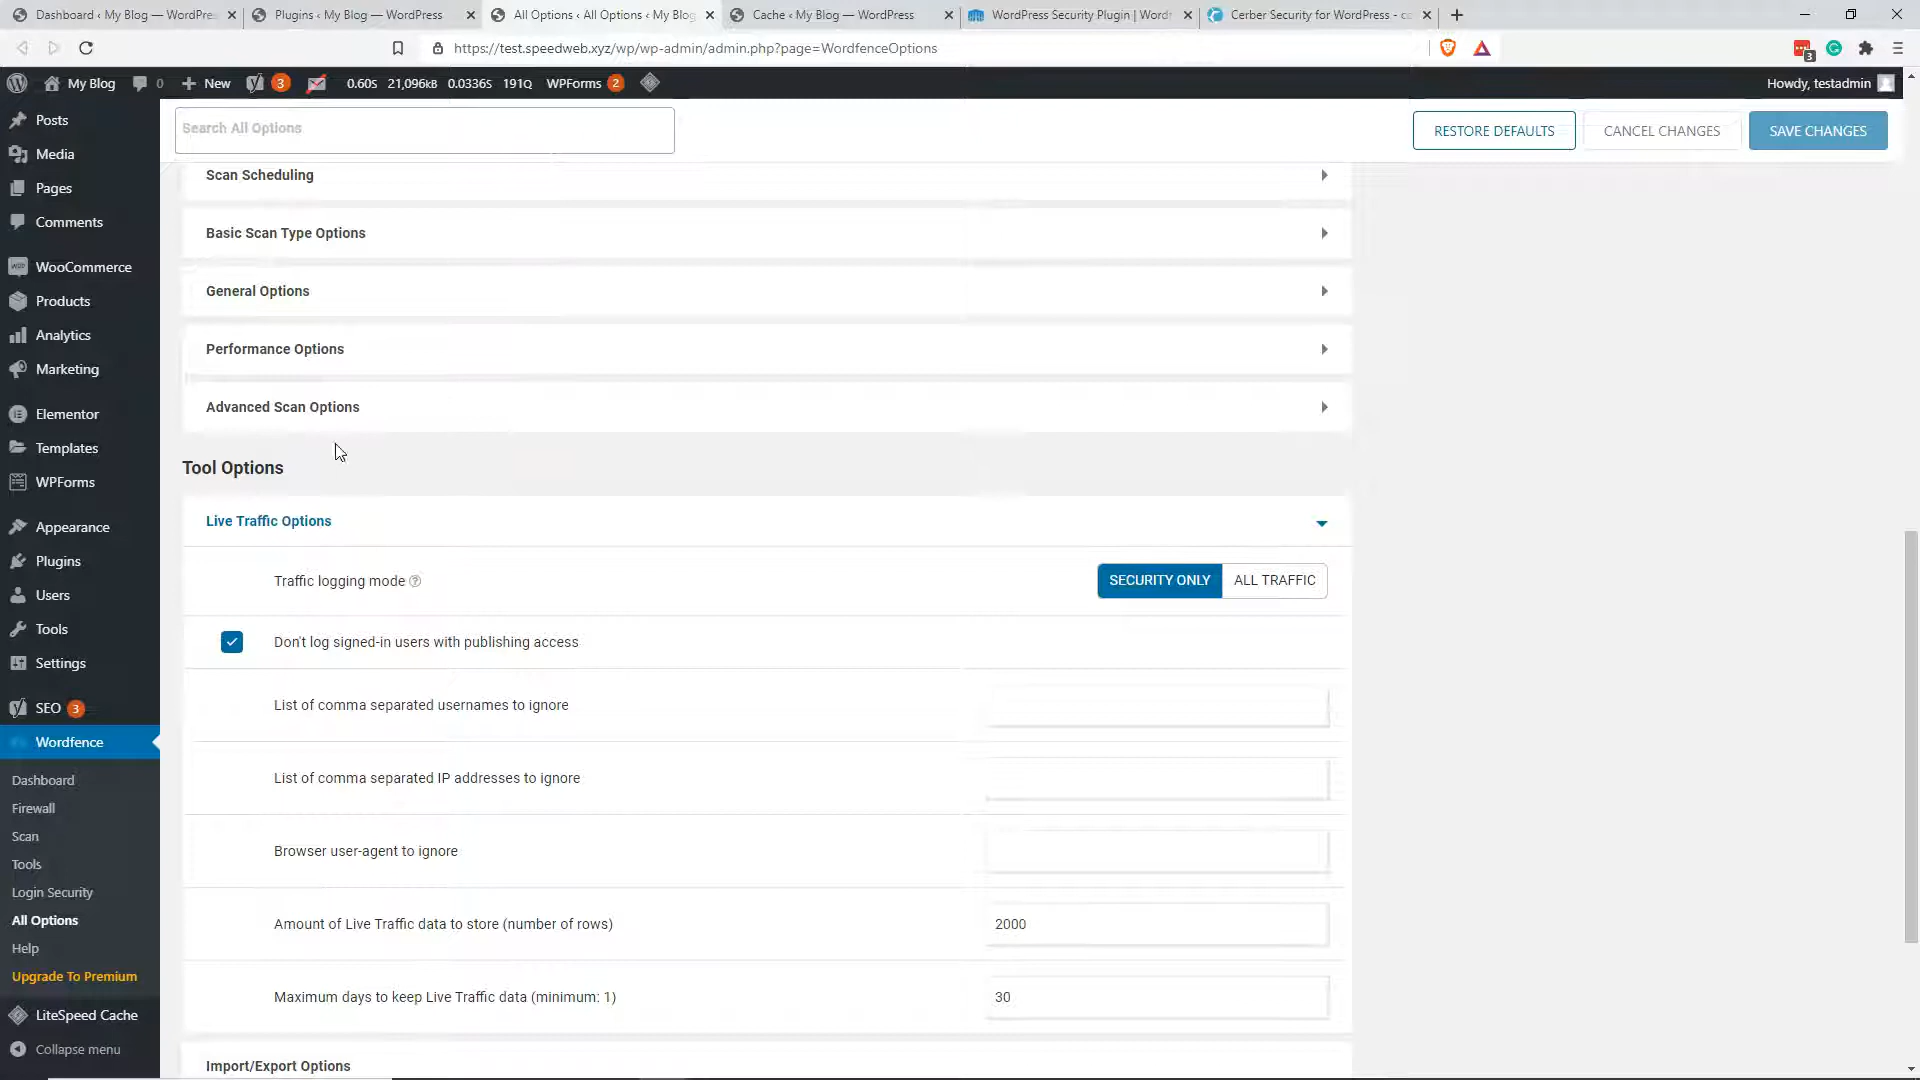 Dashboard ‹ My Blog — WordPre
Plugins ‹ My Blog — WordPress
All Options ‹ All Options ‹ My Blog
Cache ‹ My Blog — WordPress
WordPress Security Plugin | Wordf
Cerber Security for WordPress - ca
https://test.speedweb.xyz/wp/wp-admin/admin.php?page=WordfenceOptions
3
My Blog
0
New
3
0.60S 21,096KB 0.0336S 191Q
WPForms 2
Howdy, testadmin
Posts
Media
Pages
Comments
WooCommerce
Products
Analytics
Marketing
Elementor
Templates
WPForms
Appearance
Plugins
Users
Tools
Settings
SEO 3
Wordfence
Dashboard
Firewall
Scan
Tools
Login Security
All Options
Help
Upgrade To Premium
LiteSpeed Cache
Collapse menu
Search All Options
RESTORE DEFAULTS
CANCEL CHANGES
SAVE CHANGES
Scan Scheduling
Basic Scan Type Options
General Options
Performance Options
Advanced Scan Options
Tool Options
Live Traffic Options
Traffic logging mode ?
SECURITY ONLY
ALL TRAFFIC
Don't log signed-in users with publishing access
List of comma separated usernames to ignore
List of comma separated IP addresses to ignore
Browser user-agent to ignore
Amount of Live Traffic data to store (number of rows)
2000
Maximum days to keep Live Traffic data (minimum: 1)
30
Import/Export Options